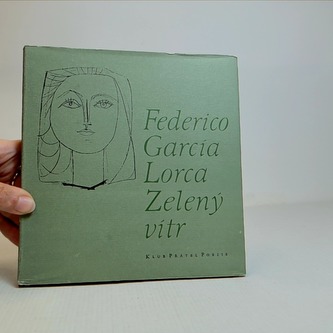 Federico
García
Lorca
Zelený
vítr
Klub Přátel Poezie